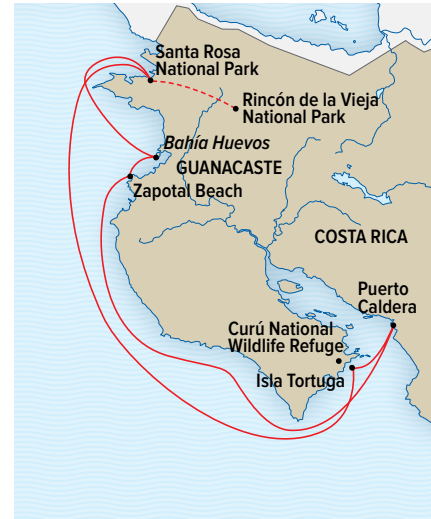 Santa Rosa
National Park
Rincón de la Vieja
National Park
Bahía Huevos
GUANACASTE
Zapotal Beach
COSTA RICA
Puerto
Caldera
Curú National
Wildlife Refuge
Isla Tortuga